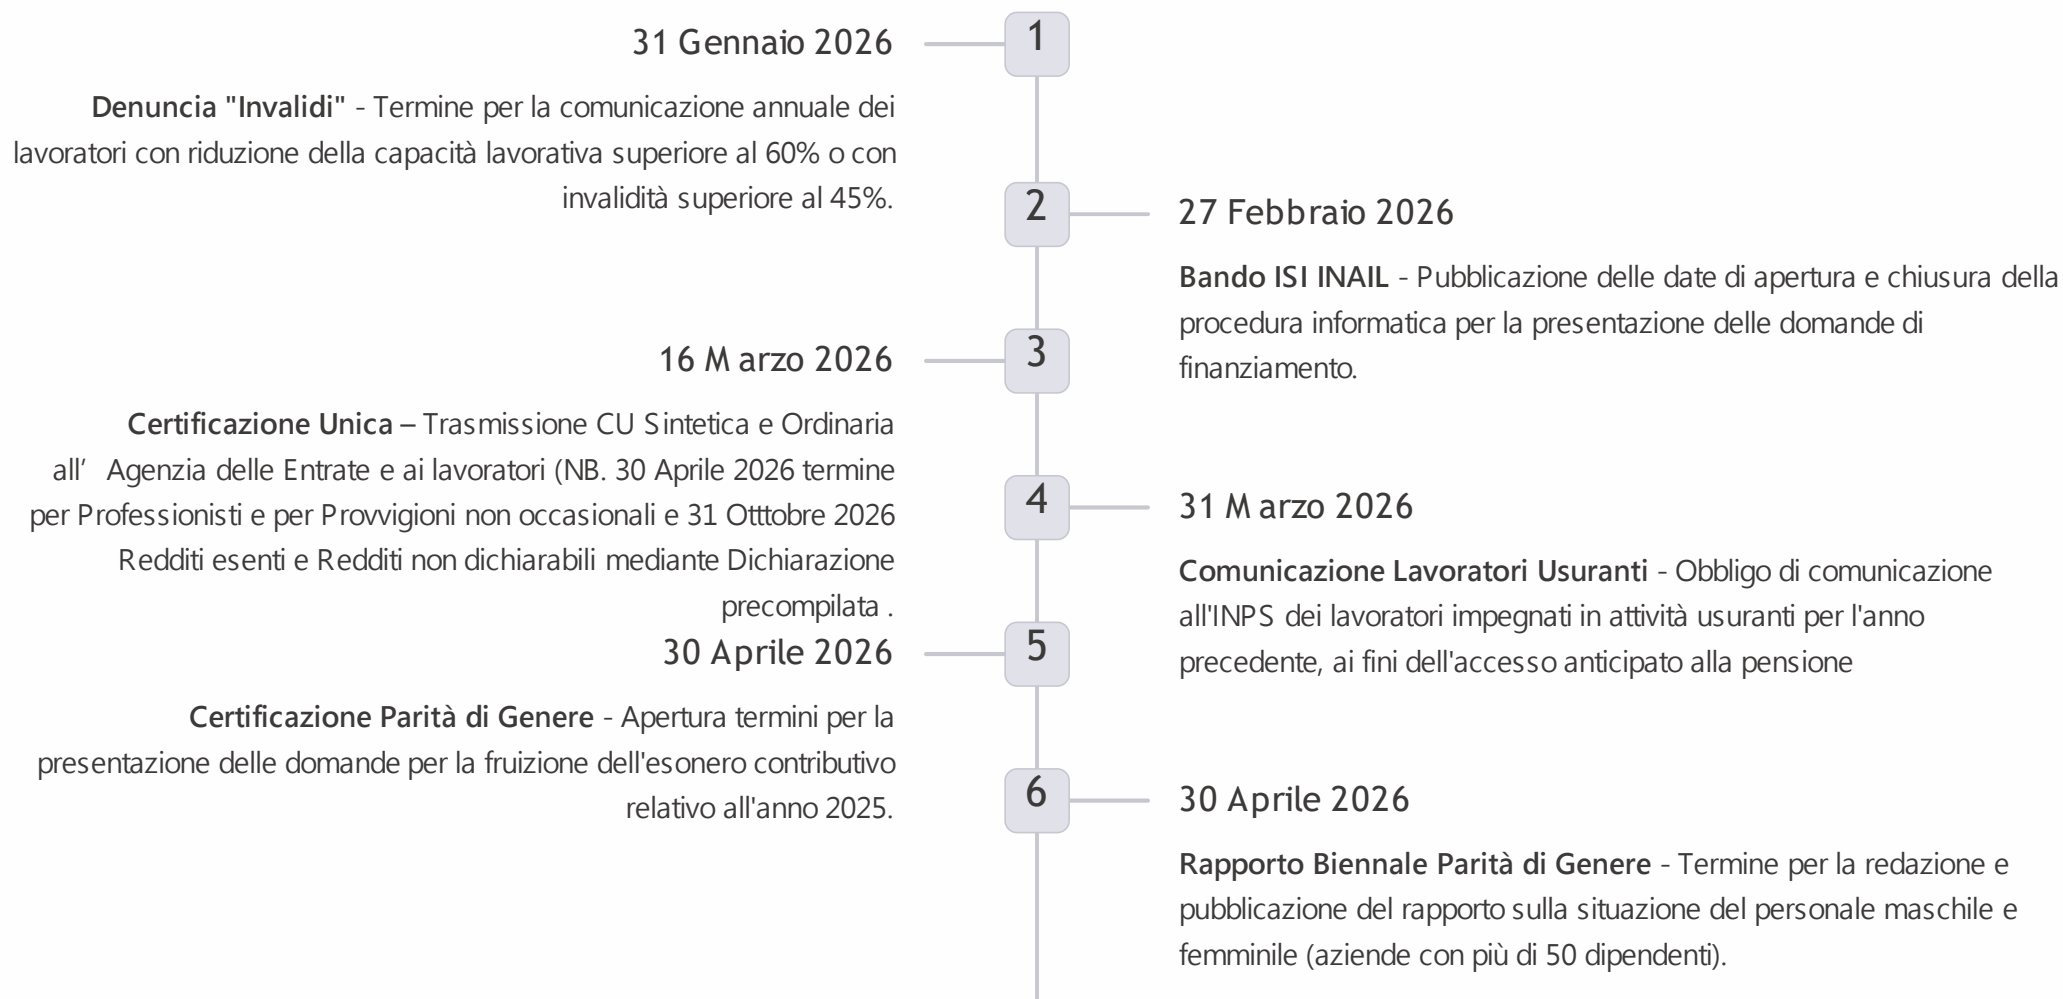 1
31 Gennaio 2026
Denuncia "Invalidi" - Termine per la comunicazione annuale dei
lavoratori con riduzione della capacità lavorativa superiore al 60% o con
invalidità superiore al 45%.
2
27 Febbraio 2026
Bando ISI INAIL - Pubblicazione delle date di apertura e chiusura della
procedura informatica per la presentazione delle domande di
finanziamento.
3
16 Marzo 2026
Certificazione Unica – Trasmissione CU Sintetica e Ordinaria
all’ Agenzia delle Entrate e ai lavoratori (NB. 30 Aprile 2026 termine
per Professionisti e per Provvigioni non occasionali e 31 Otttobre 2026
Redditi esenti e Redditi non dichiarabili mediante Dichiarazione
precompilata .
4
31 Marzo 2026
Comunicazione Lavoratori Usuranti - Obbligo di comunicazione
all'INPS dei lavoratori impegnati in attività usuranti per l'anno
precedente, ai fini dell'accesso anticipato alla pensione
5
30 Aprile 2026
Certificazione Parità di Genere - Apertura termini per la
presentazione delle domande per la fruizione dell'esonero contributivo
relativo all'anno 2025.
6
30 Aprile 2026
Rapporto Biennale Parità di Genere - Termine per la redazione e
pubblicazione del rapporto sulla situazione del personale maschile e
femminile (aziende con più di 50 dipendenti).